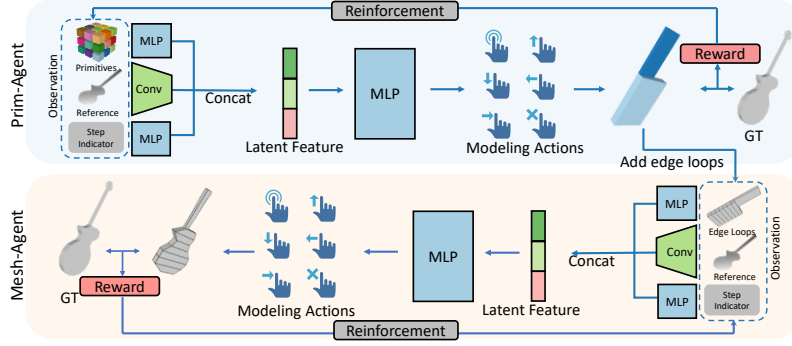 Reinforcement
Prim-Agent
Observation
Primitives
Reference
Step
Indicator
MLP
Conv
MLP
Concat
Latent Feature
MLP
Modeling Actions
Reward
GT
Add edge loops
Mesh-Agent
GT
Reward
Modeling Actions
MLP
Latent Feature
Concat
MLP
Conv
MLP
Edge Loops
Reference
Step
Indicator
Observation
Reinforcement